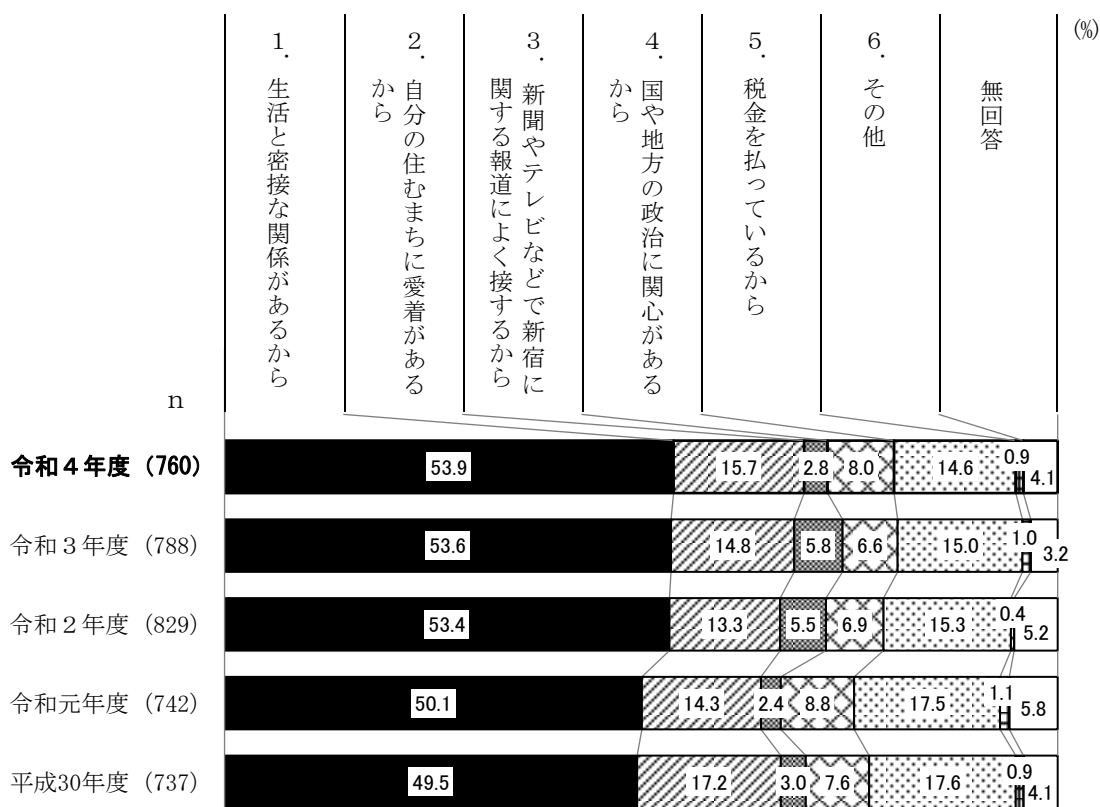 (%)
1．生活と密接な関係があるから
2．自分の住むまちに愛着がある
から
3．新聞やテレビなどで新宿に
関する報道によく接するから
4．国や地方の政治に関心がある
から
5．税金を払っているから
6．その他
無回答
n
令和４年度 (760) 53.9 15.7 2.8 8.0 14.6 0.9 4.1
令和３年度 (788) 53.6 14.8 5.8 6.6 15.0 1.0 3.2
令和２年度 (829) 53.4 13.3 5.5 6.9 15.3 0.4 5.2
令和元年度 (742) 50.1 14.3 2.4 8.8 17.5 1.1 5.8
平成30年度 (737) 49.5 17.2 3.0 7.6 17.6 0.9 4.1